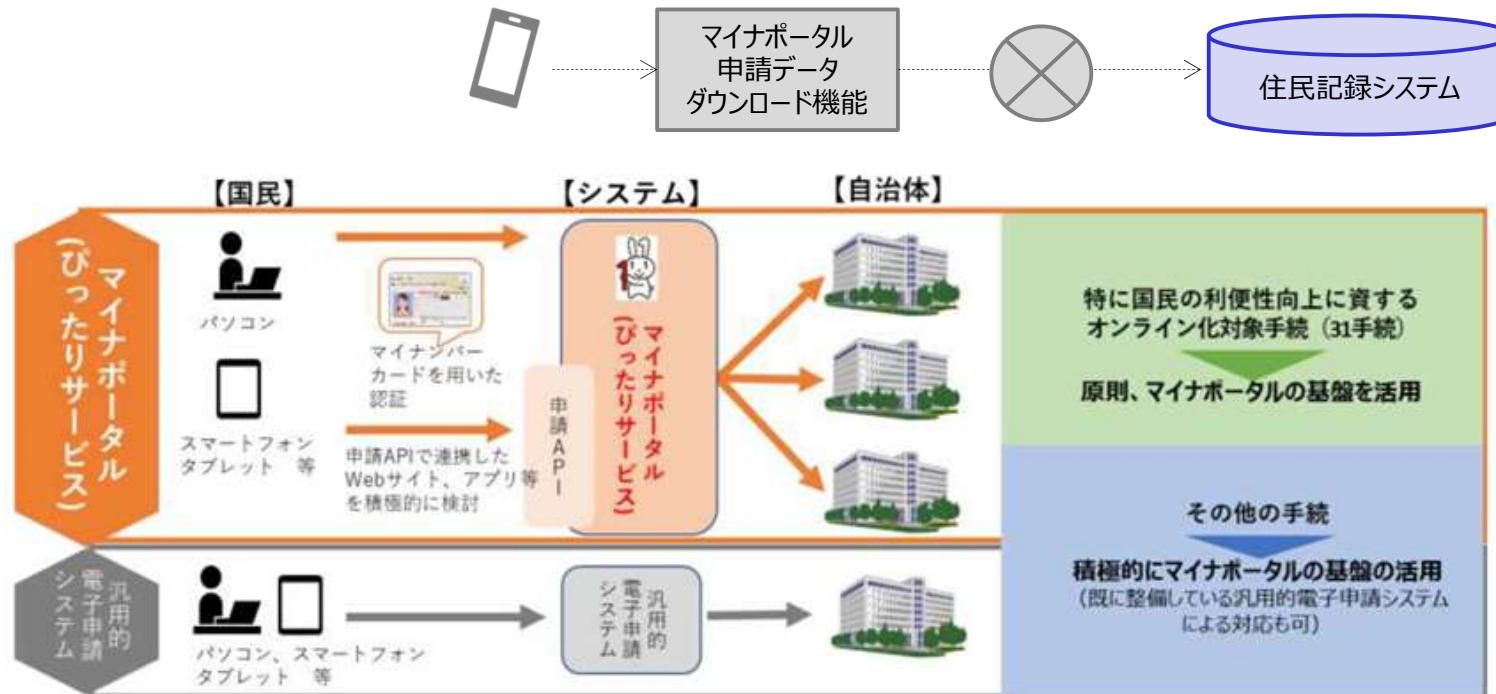 マイナポータル
申請データ
ダウンロード機能
住民記録システム
【国民】
【システム】
【自治体】
マイナポータル
(ぴったりサービス)
パソコン
マイナンバー
カードを用いた
認証
スマートフォン
タブレット 等
申請APIで連携した
Webサイト、アプリ等
を積極的に検討
申請API
マイナポータル
(ぴったりサービス)
特に国民の利便性向上に資する
オンライン化対象手続（31手続）
原則、マイナポータルの基盤を活用
その他の手続
積極的にマイナポータルの基盤の活用
（既に整備している汎用的電子申請システム
による対応も可）
汎用的
電子申請
システム
パソコン、スマートフォン
タブレット 等
汎用的
電子申請
システム